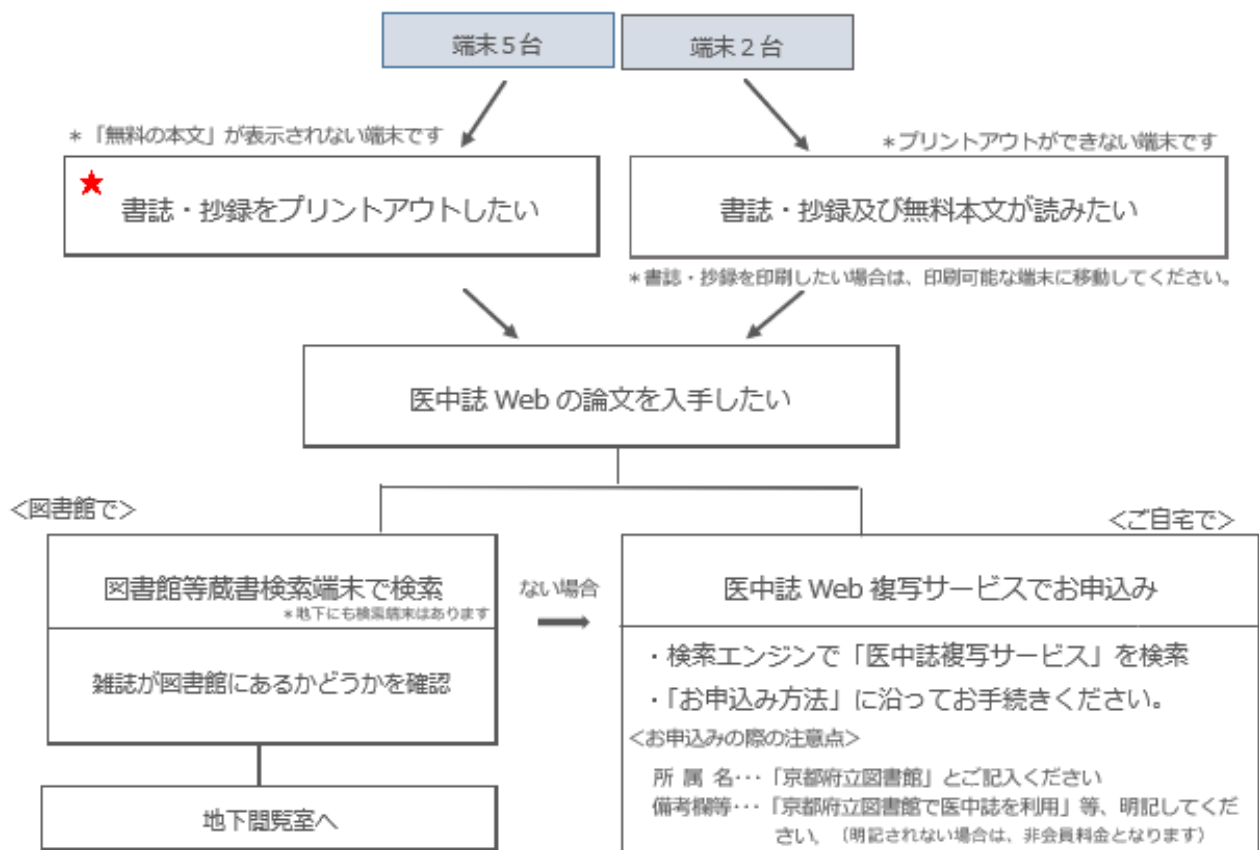 端末５台
端末２台
＊「無料の本文」が表示されない端末です
＊プリントアウトができない端末です
書誌・抄録をプリントアウトしたい
書誌・抄録及び無料本文が読みたい
＊書誌・抄録を印刷したい場合は、印刷可能な端末に移動してください。
医中誌 Web の論文を入手したい
＜図書館で＞
＜ご自宅で＞
図書館等蔵書検索端末で検索
＊地下にも検索端末はあります
雑誌が図書館にあるかどうかを確認
地下閲覧室へ
ない場合
医中誌 Web 複写サービスでお申込み
・検索エンジンで「医中誌複写サービス」を検索
・「お申込み方法」に沿ってお手続きください。
＜お申込みの際の注意点＞
所 属 名･･･「京都府立図書館」とご記入ください
備考欄等･･･「京都府立図書館で医中誌を利用」等、明記してくだ
さい。（明記されない場合は、非会員料金となります）